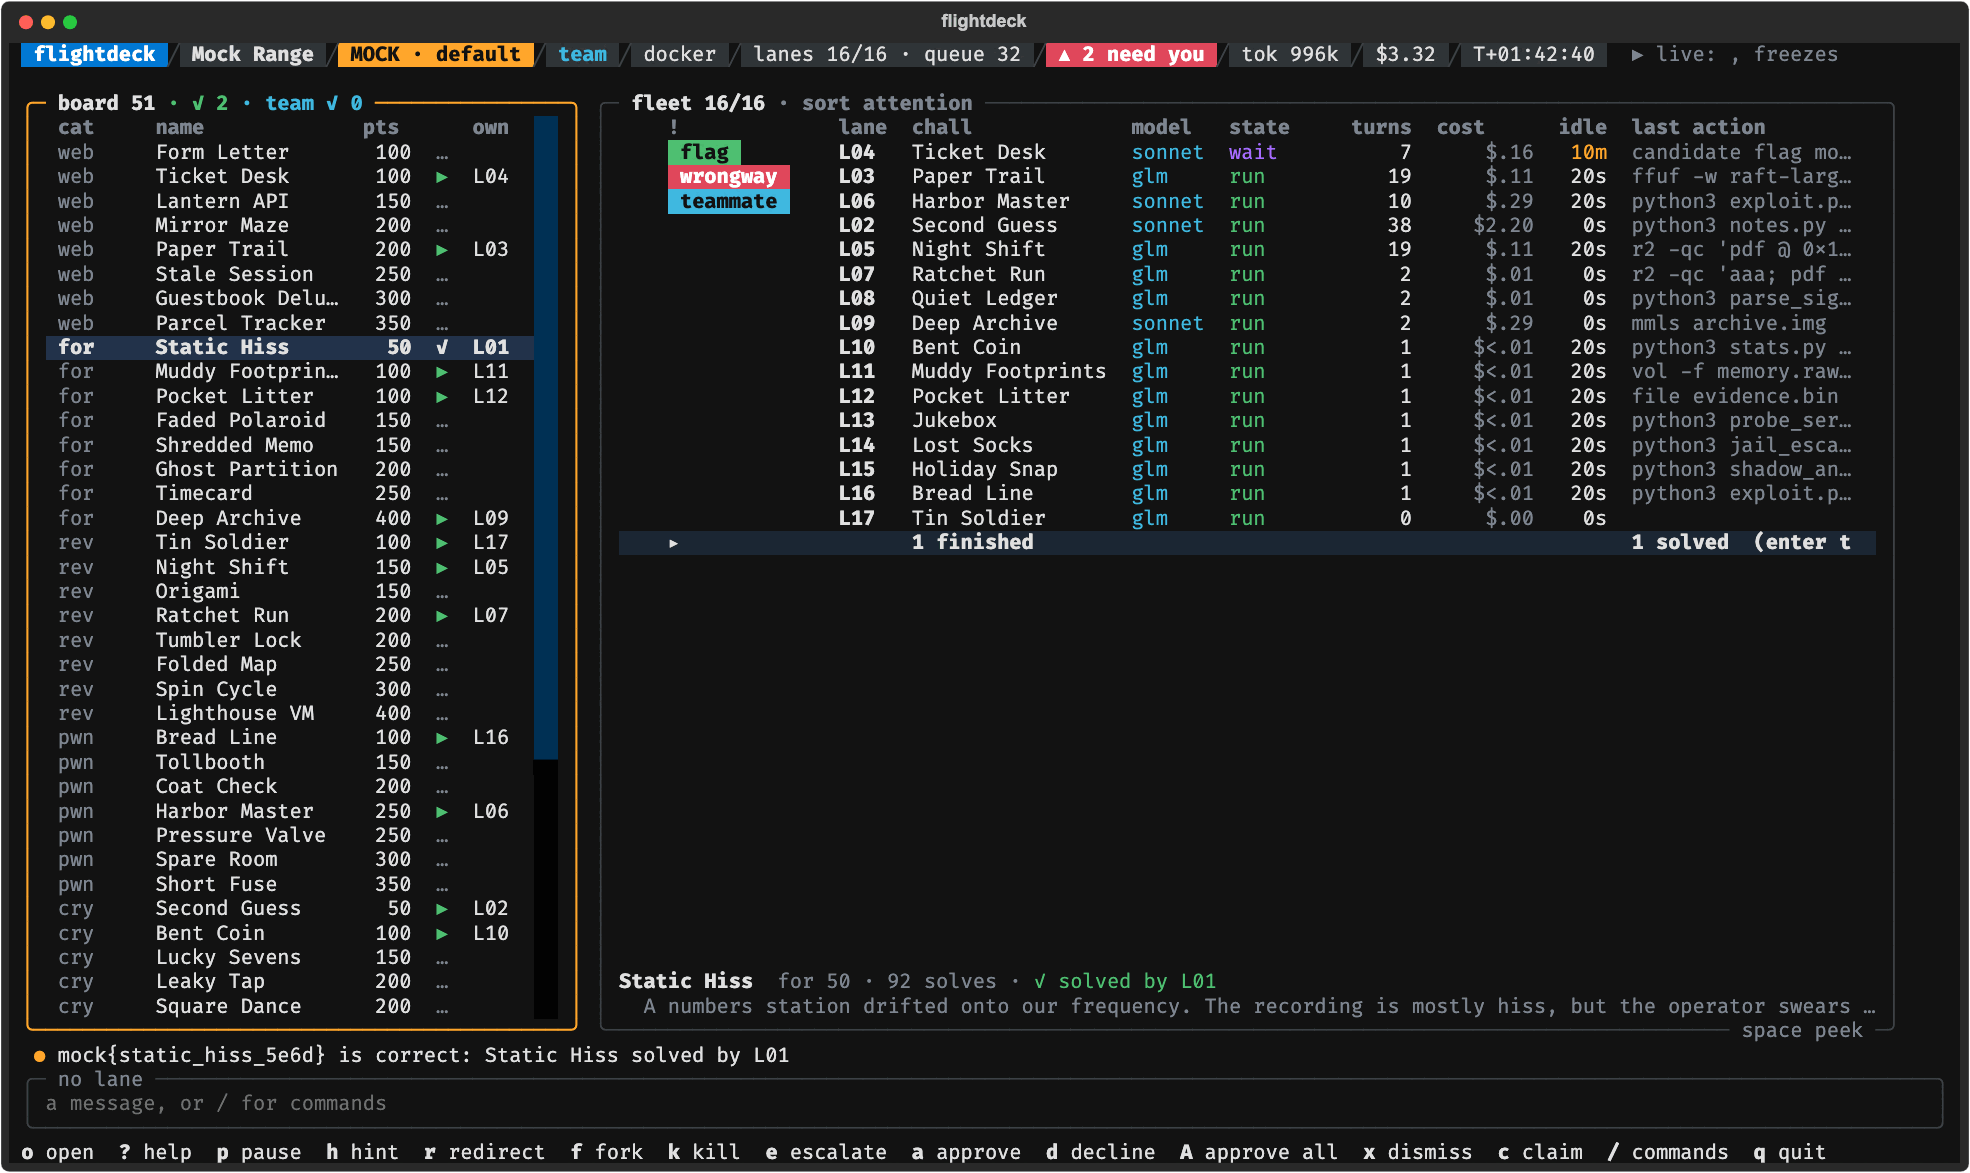 flightdeck
flightdeck / Mock Range / MOCK · default / team / docker / lanes 16/16 · queue 32 / ▲ 2 need you / tok 996k / $3.32 / T+01:42:40 ▶ live: , freezes
board 51 · √ 2 · team √ 0
cat name pts own
web Form Letter 100 …
web Ticket Desk 100 ▶ L04
web Lantern API 150 …
web Mirror Maze 200 …
web Paper Trail 200 ▶ L03
web Stale Session 250 …
web Guestbook Delu… 300 …
web Parcel Tracker 350 …
for Static Hiss 50 √ L01
for Muddy Footprin… 100 ▶ L11
for Pocket Litter 100 ▶ L12
for Faded Polaroid 150 …
for Shredded Memo 150 …
for Ghost Partition 200 …
for Timecard 250 …
for Deep Archive 400 ▶ L09
rev Tin Soldier 100 ▶ L17
rev Night Shift 150 ▶ L05
rev Origami 150 …
rev Ratchet Run 200 ▶ L07
rev Tumbler Lock 200 …
rev Folded Map 250 …
rev Spin Cycle 300 …
rev Lighthouse VM 400 …
pwn Bread Line 100 ▶ L16
pwn Tollbooth 150 …
pwn Coat Check 200 …
pwn Harbor Master 250 ▶ L06
pwn Pressure Valve 250 …
pwn Spare Room 300 …
pwn Short Fuse 350 …
cry Second Guess 50 ▶ L02
cry Bent Coin 100 ▶ L10
cry Lucky Sevens 150 …
cry Leaky Tap 200 …
cry Square Dance 200 …
fleet 16/16 · sort attention
! lane chall model state turns cost idle last action
flag L04 Ticket Desk sonnet wait 7 $.16 10m candidate flag mo…
wrongway L03 Paper Trail glm run 19 $.11 20s ffuf -w raft-larg…
teammate L06 Harbor Master sonnet run 10 $.29 20s python3 exploit.p…
L02 Second Guess sonnet run 38 $2.20 0s python3 notes.py …
L05 Night Shift glm run 19 $.11 20s r2 -qc 'pdf @ 0×1…
L07 Ratchet Run glm run 2 $.01 0s r2 -qc 'aaa; pdf …
L08 Quiet Ledger glm run 2 $.01 0s python3 parse_sig…
L09 Deep Archive sonnet run 2 $.29 0s mmls archive.img
L10 Bent Coin glm run 1 $<.01 20s python3 stats.py …
L11 Muddy Footprints glm run 1 $<.01 20s vol -f memory.raw…
L12 Pocket Litter glm run 1 $<.01 20s file evidence.bin
L13 Jukebox glm run 1 $<.01 20s python3 probe_ser…
L14 Lost Socks glm run 1 $<.01 20s python3 jail_esca…
L15 Holiday Snap glm run 1 $<.01 20s python3 shadow_an…
L16 Bread Line glm run 1 $<.01 20s python3 exploit.p…
L17 Tin Soldier glm run 0 $.00 0s
▶ 1 finished 1 solved (enter t
Static Hiss for 50 · 92 solves · √ solved by L01
A numbers station drifted onto our frequency. The recording is mostly hiss, but the operator swears …
space peek
● mock{static_hiss_5e6d} is correct: Static Hiss solved by L01
no lane
a message, or / for commands
o open ? help p pause h hint r redirect f fork k kill e escalate a approve d decline A approve all x dismiss c claim / commands q quit